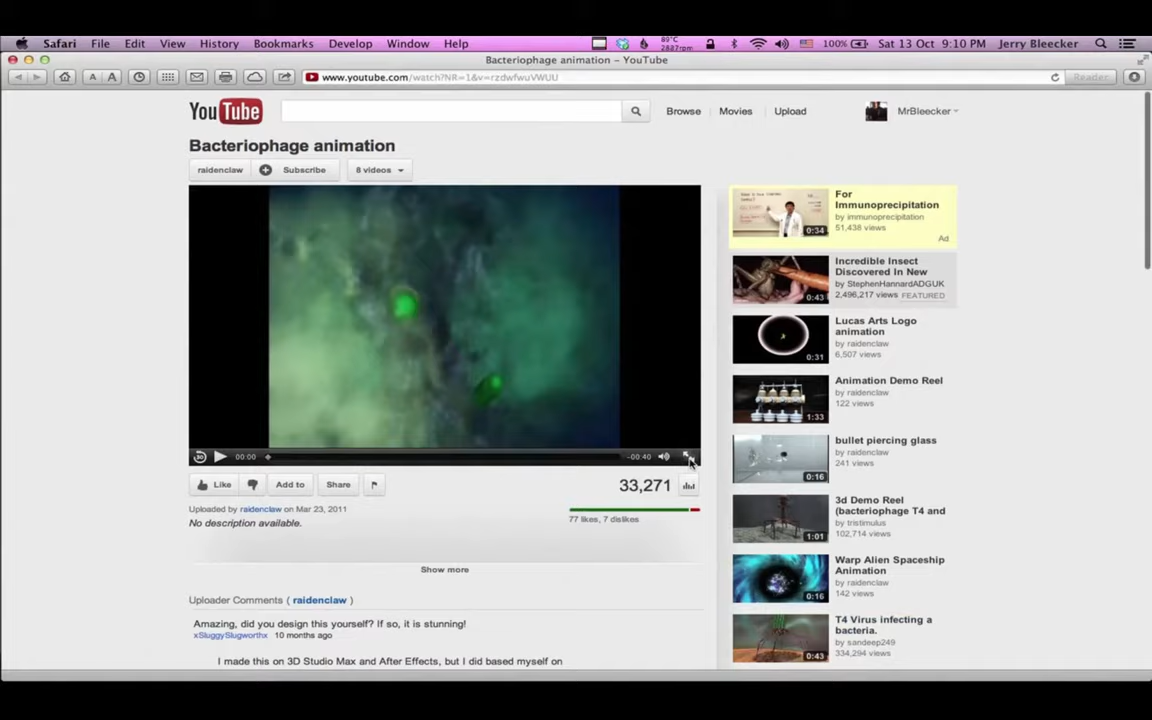 Safari File Edit View History Bookmarks Develop Window Help 89°C 2887rpm 100% Sat 13 Oct 9:10 PM Jerry Bleecker
Bacteriophage animation – YouTube
A A www.youtube.com/watch?NR=1&v=rzdwfwuVWUU Reader
YouTube Browse Movies Upload MrBleecker
Bacteriophage animation
raidenclaw Subscribe 8 videos
30 00:00 -00:40
Like Add to Share 33,271
Uploaded by raidenclaw on Mar 23, 2011
77 likes, 7 dislikes
No description available.
Show more
Uploader Comments ( raidenclaw )
Amazing, did you design this yourself? If so, it is stunning!
xSluggySlugworthx 10 months ago
I made this on 3D Studio Max and After Effects, but I did based myself on
0:34
For
Immunoprecipitation
by immunoprecipitation
51,438 views
Ad
0:43
Incredible Insect
Discovered In New
by StephenHannardADGUK
2,496,217 views FEATURED
0:31
Lucas Arts Logo
animation
by raidenclaw
6,507 views
1:33
Animation Demo Reel
by raidenclaw
122 views
0:16
bullet piercing glass
by raidenclaw
241 views
1:01
3d Demo Reel
(bacteriophage T4 and
by tristimulus
102,714 views
0:16
Warp Alien Spaceship
Animation
by raidenclaw
142 views
0:43
T4 Virus infecting a
bacteria.
by sandeep249
334,294 views